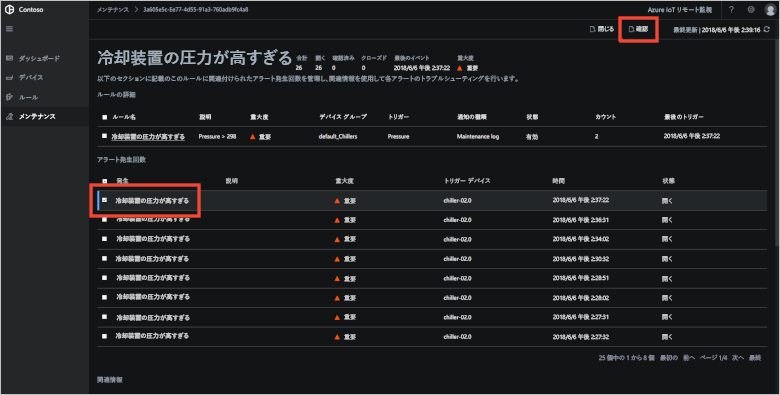 Contoso
メンテナンス > 3a605e5c-6e77-4d55-91a3-760adb9fc4a8
Azure IoT リモート監視
?
閉じる
確認
最終更新 | 2018/6/6 午後 2:39:16
ダッシュボード
デバイス
ルール
メンテナンス
冷却装置の圧力が高すぎる
合計 開く 確認済み クローズド 最後のイベント 重大度
26 26 0 0 2018/6/6 午後 2:37:22 重要
以下のセクションに記載のこのルールに関連付けられたアラート発生回数を管理し、関連情報を使用して各アラートのトラブルシューティングを行います。
ルールの詳細
ルール名 説明 重大度 デバイス グループ トリガー 通知の種類 状態 カウント 最後のトリガー
冷却装置の圧力が高すぎる Pressure > 298 重要 default_Chillers Pressure Maintenance log 有効 2 2018/6/6 午後 2:37:22
アラート発生回数
発生 説明 重大度 トリガー デバイス 時間 状態
冷却装置の圧力が高すぎる 重要 chiller-02.0 2018/6/6 午後 2:37:22 開く
冷却装置の圧力が高すぎる 重要 chiller-02.0 2018/6/6 午後 2:36:31 開く
冷却装置の圧力が高すぎる 重要 chiller-02.0 2018/6/6 午後 2:34:02 開く
冷却装置の圧力が高すぎる 重要 chiller-02.0 2018/6/6 午後 2:30:32 開く
冷却装置の圧力が高すぎる 重要 chiller-02.0 2018/6/6 午後 2:28:51 開く
冷却装置の圧力が高すぎる 重要 chiller-02.0 2018/6/6 午後 2:28:02 開く
冷却装置の圧力が高すぎる 重要 chiller-02.0 2018/6/6 午後 2:27:31 開く
冷却装置の圧力が高すぎる 重要 chiller-02.0 2018/6/6 午後 2:27:32 開く
25 個中の 1 から 8 個 最初の 前へ ページ 1/4 次へ 最終
関連情報